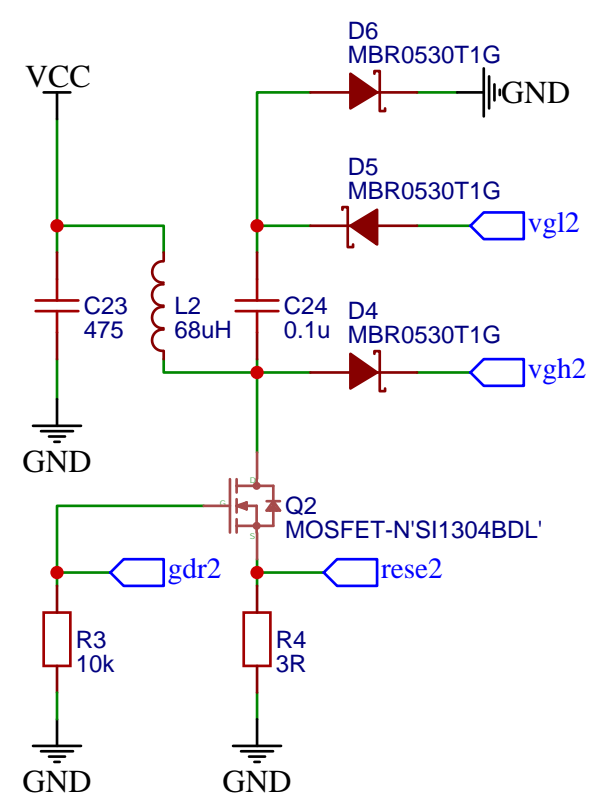 D6
MBR0530T1G
VCC
GND
D5
MBR0530T1G
vgl2
C23
475
L2
68uH
C24
0.1u
D4
MBR0530T1G
vgh2
GND
D
G
S
Q2
MOSFET-N'SI1304BDL'
gdr2
rese2
R3
10k
R4
3R
GND
GND